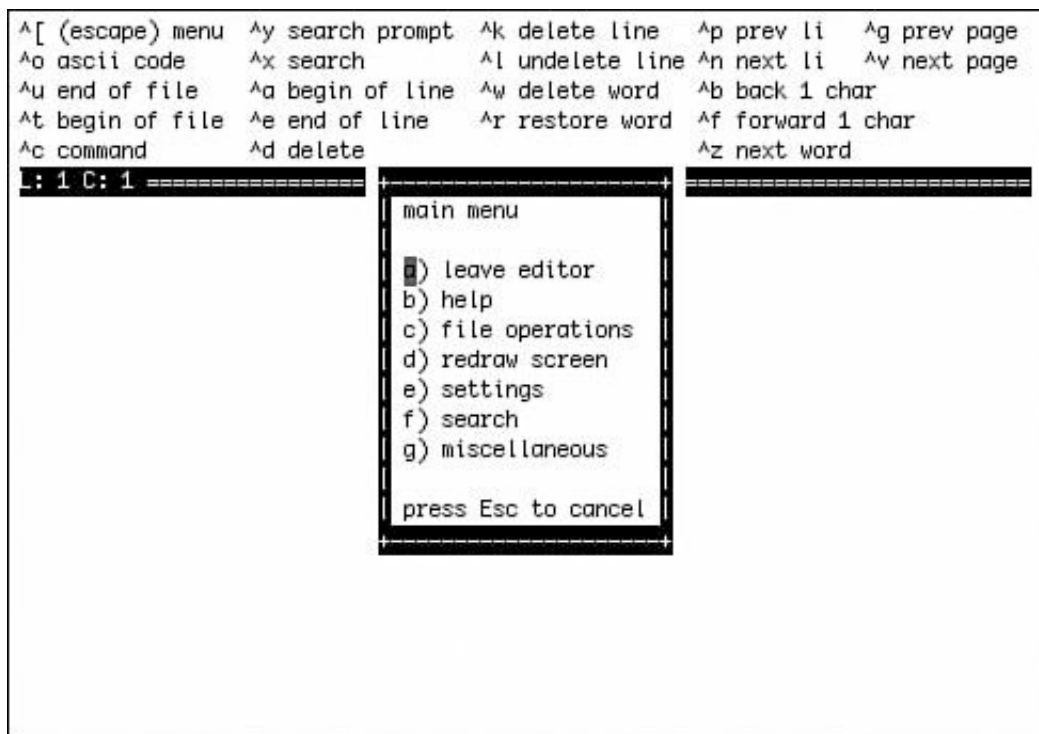 ^[ (escape) menu ^y search prompt ^k delete line ^p prev li ^g prev page
^o ascii code ^x search ^l undelete line ^n next li ^v next page
^u end of file ^a begin of line ^w delete word ^b back 1 char
^t begin of file ^e end of line ^r restore word ^f forward 1 char
^c command ^d delete ^z next word
L: 1 C: 1 =====================================================
main menu
a) leave editor
b) help
c) file operations
d) redraw screen
e) settings
f) search
g) miscellaneous
press Esc to cancel